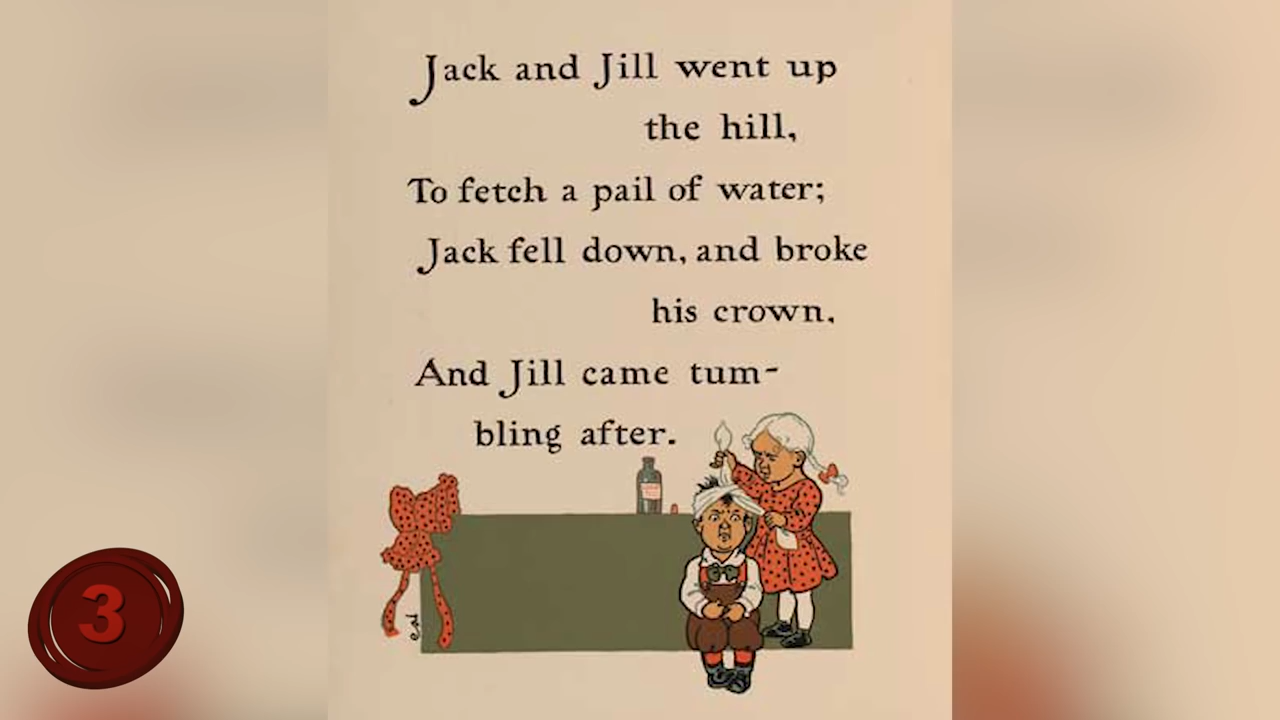 Jack and Jill went up
the hill,
To fetch a pail of water;
Jack fell down, and broke
his crown,
And Jill came tum-
bling after.
3